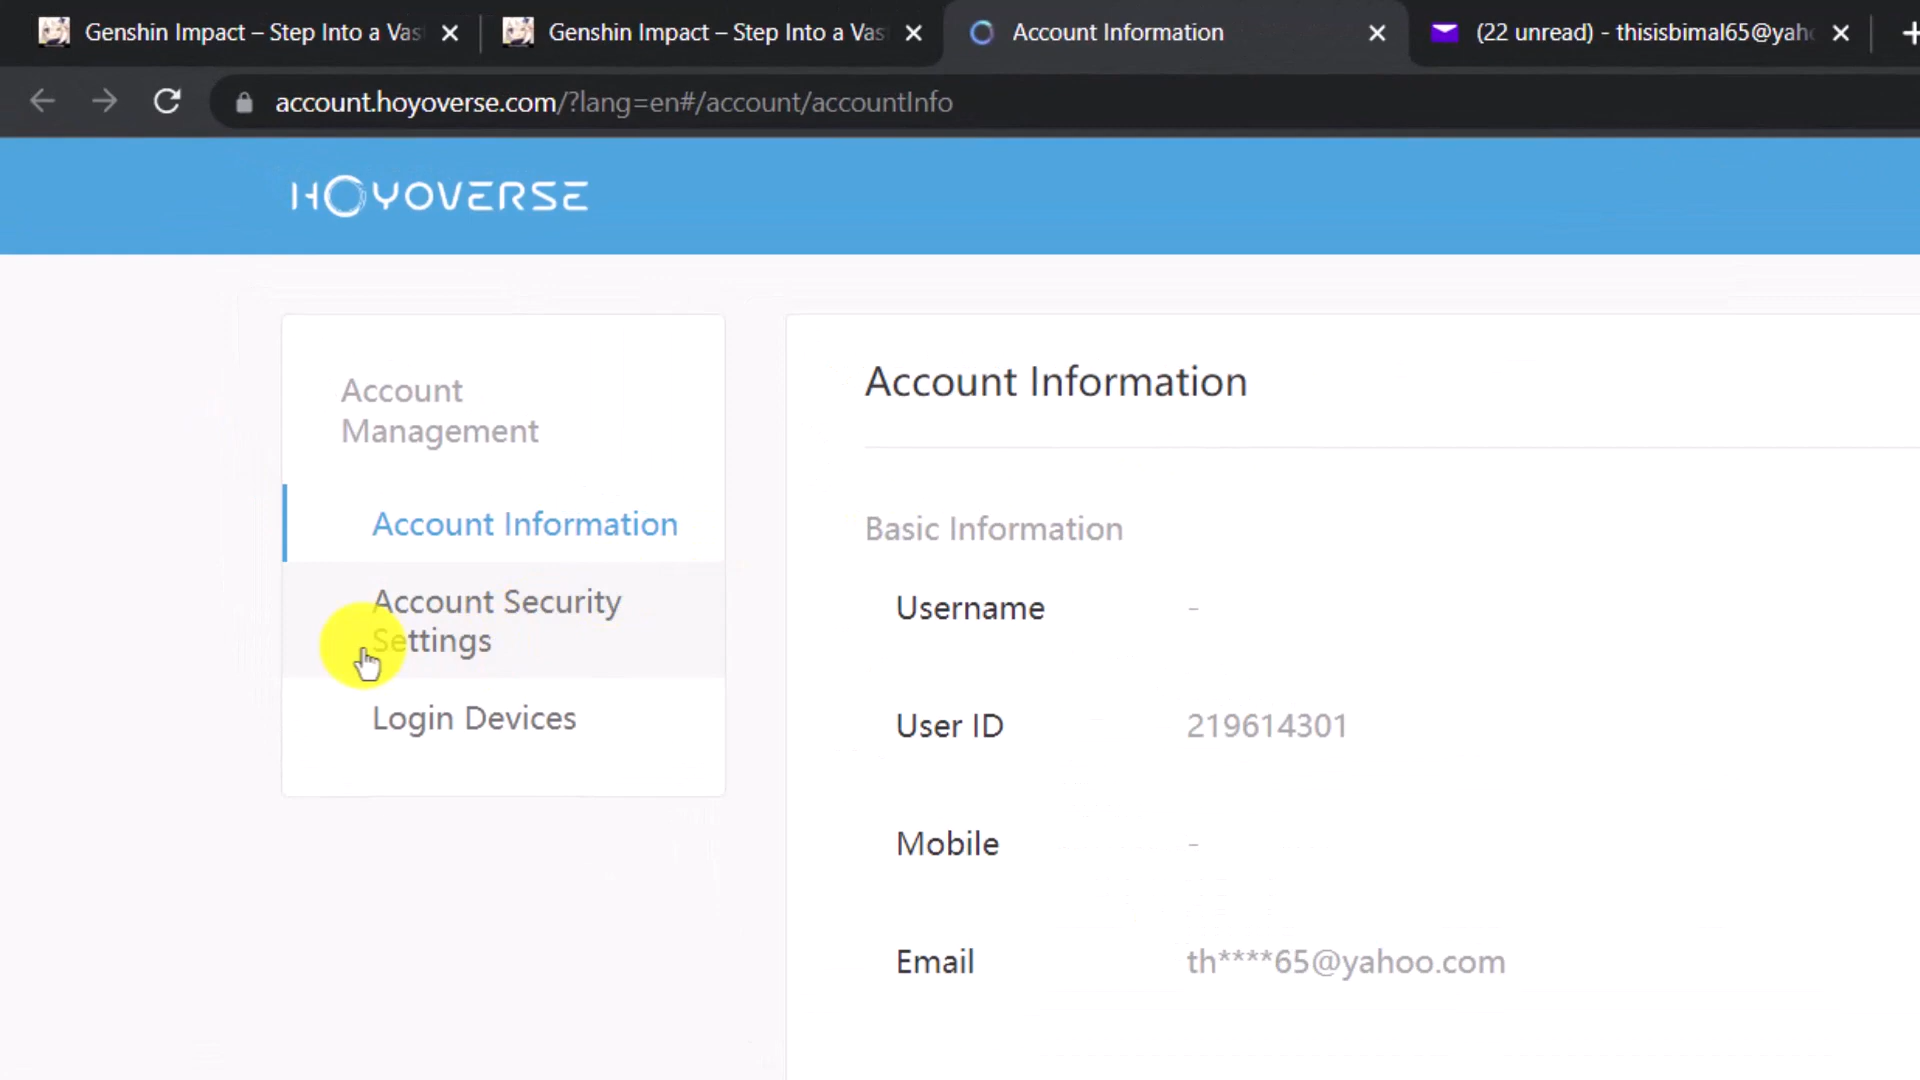 Genshin Impact – Step Into a Vas
Genshin Impact – Step Into a Vas
Account Information
(22 unread) - thisisbimal65@yah
account.hoyoverse.com/?lang=en#/account/accountInfo
HOYOVERSE
Account
Management
Account Information
Account Security
Settings
Login Devices
Account Information
Basic Information
Username -
User ID 219614301
Mobile -
Email th****65@yahoo.com